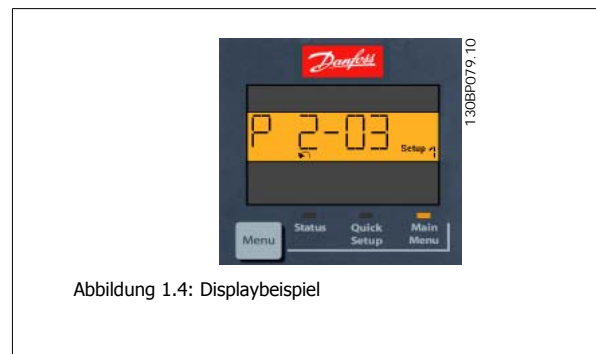 Danfoss
130BP079.10
P 2-03
Setup 1
Status
Quick Setup
Main Menu
Menu
Abbildung 1.4: Displaybeispiel